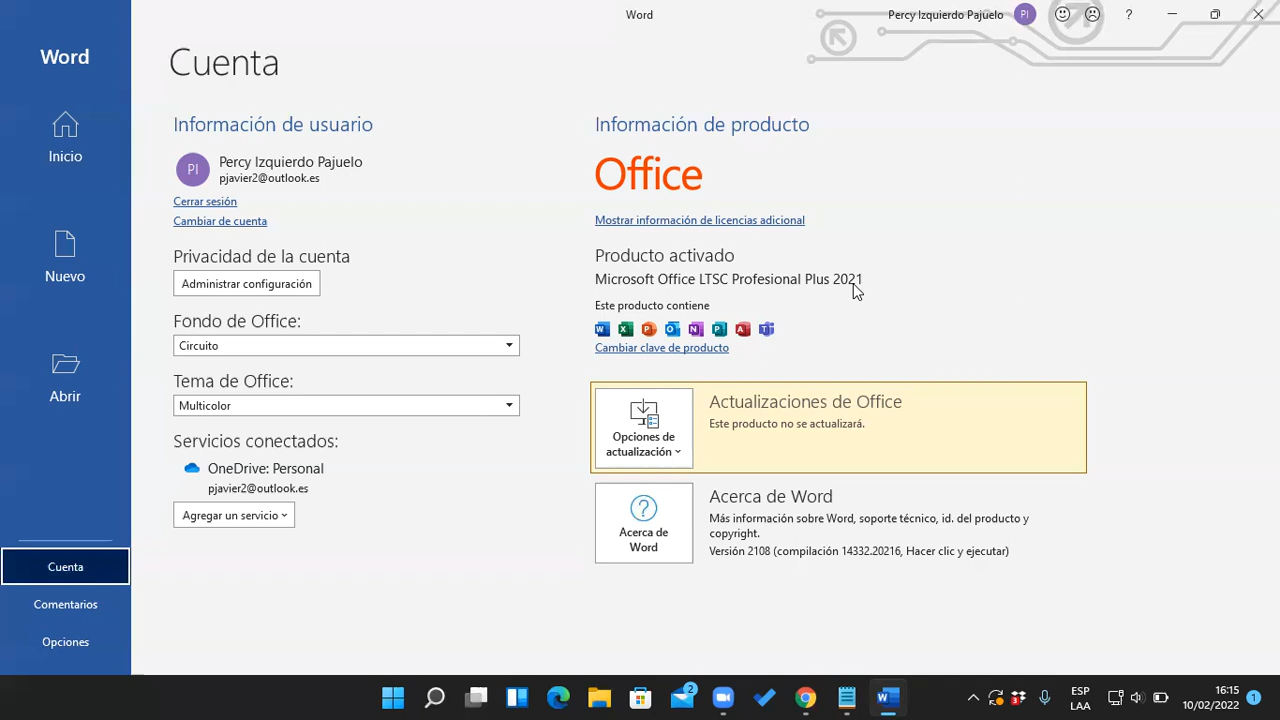 Word
Percy Izquierdo Pajuelo
PI
?
Word
Inicio
Nuevo
Abrir
Cuenta
Comentarios
Opciones
Cuenta
Información de usuario
PI
Percy Izquierdo Pajuelo
pjavier2@outlook.es
Cerrar sesión
Cambiar de cuenta
Privacidad de la cuenta
Administrar configuración
Fondo de Office:
Circuito
Tema de Office:
Multicolor
Servicios conectados:
OneDrive: Personal
pjavier2@outlook.es
Agregar un servicio
Información de producto
Office
Mostrar información de licencias adicional
Producto activado
Microsoft Office LTSC Profesional Plus 2021
Este producto contiene
Cambiar clave de producto
Opciones de
actualización
Actualizaciones de Office
Este producto no se actualizará.
Acerca de
Word
Acerca de Word
Más información sobre Word, soporte técnico, id. del producto y
copyright.
Versión 2108 (compilación 14332.20216, Hacer clic y ejecutar)
2
3
ESP
LAA
16:15
10/02/2022
1